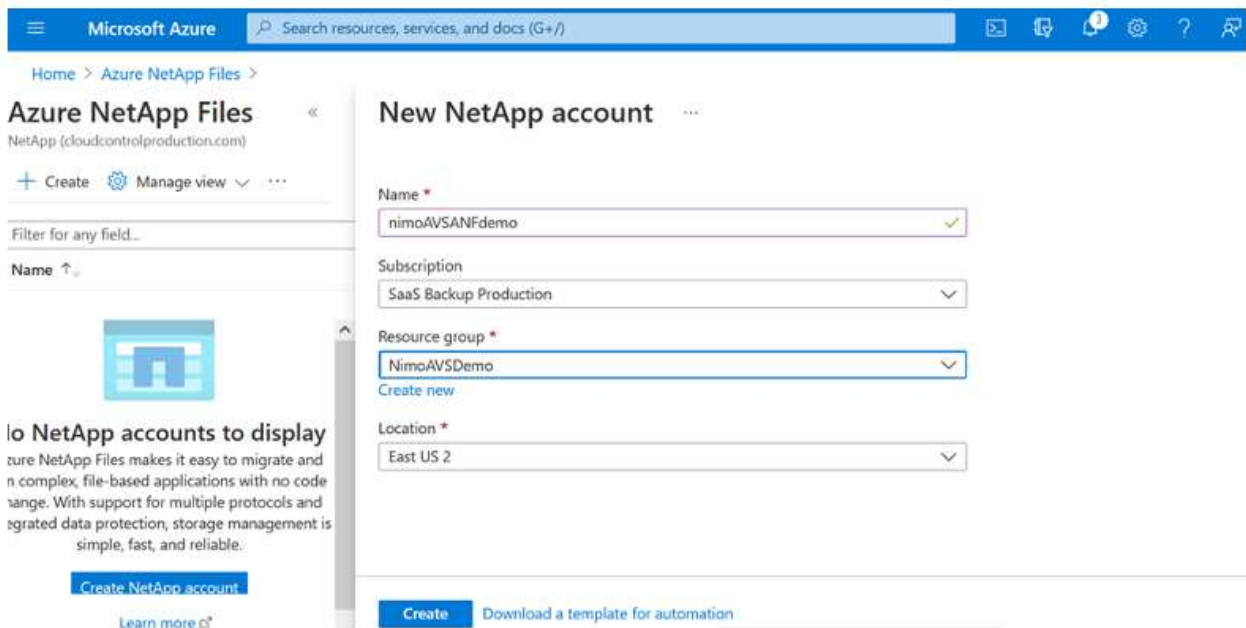 Microsoft Azure
Search resources, services, and docs (G+/)
3
Home > Azure NetApp Files >
Azure NetApp Files «
NetApp (cloudcontrolproduction.com)
+ Create Manage view ...
Filter for any field...
Name ↑↓
lo NetApp accounts to display
zure NetApp Files makes it easy to migrate and
n complex, file-based applications with no code
hange. With support for multiple protocols and
egrated data protection, storage management is
simple, fast, and reliable.
Create NetApp account
Learn more
New NetApp account ...
Name *
nimoAVSANFdemo
Subscription
SaaS Backup Production
Resource group *
NimoAVSDemo
Create new
Location *
East US 2
Create Download a template for automation